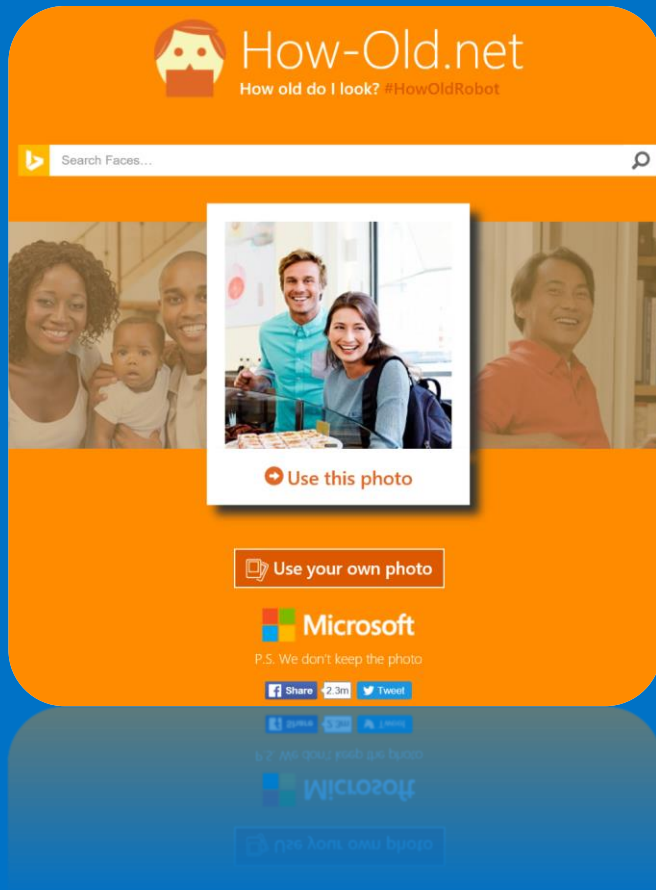 How-Old.net
How old do I look? #HowOldRobot
Search Faces...
Use this photo
Use your own photo
Microsoft
P.S. We don't keep the photo
Share 2.3m Tweet